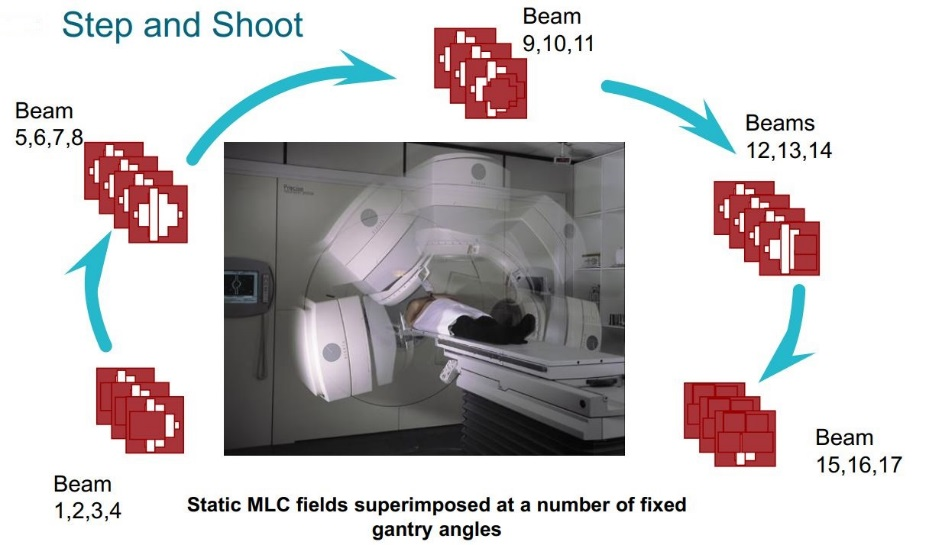 Step and Shoot
Beam
9,10,11
Beam
5,6,7,8
Beams
12,13,14
Precise
Beam
15,16,17
Beam
1,2,3,4
Static MLC fields superimposed at a number of fixed
gantry angles